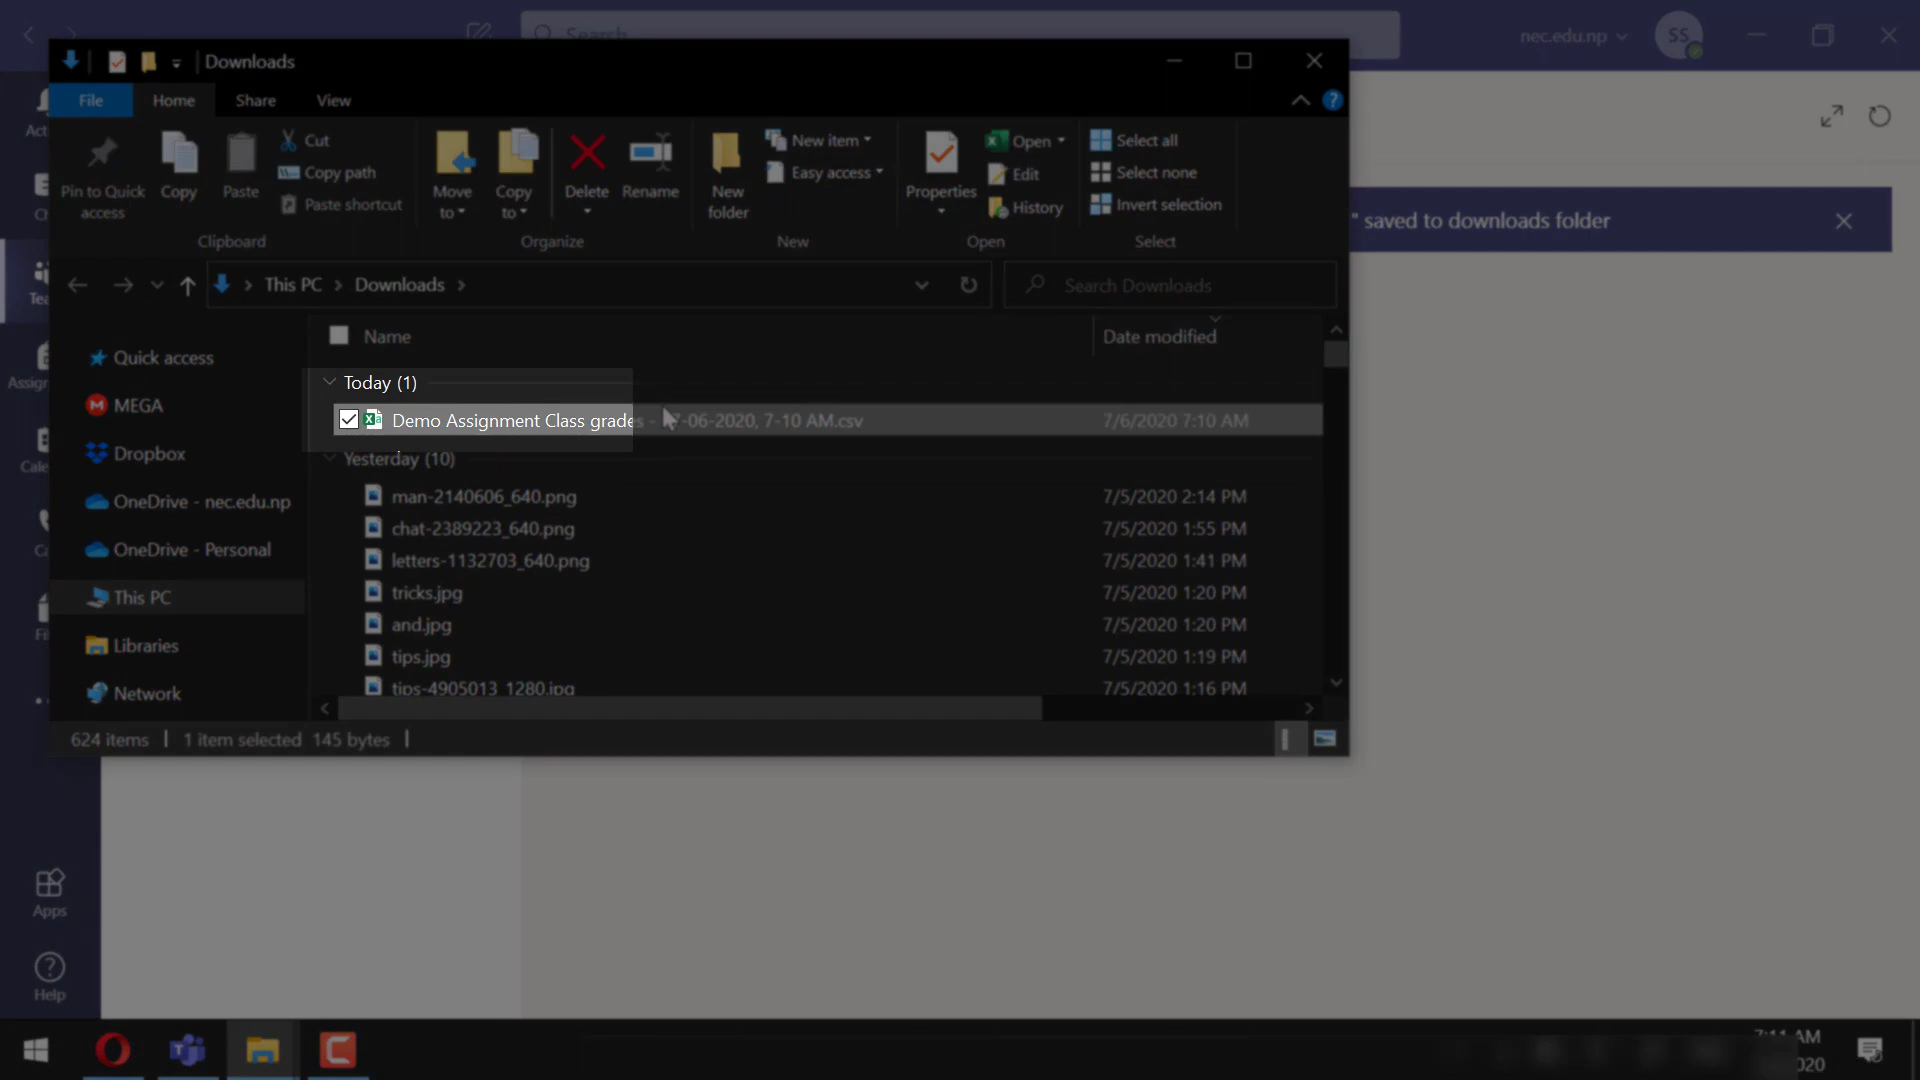 Search
nec.edu.np
SS
Downloads
File
Home
Share
View
Pin to Quick access
Copy
Paste
Cut
Copy path
Paste shortcut
Clipboard
Move to
Copy to
Delete
Rename
Organize
New folder
New item
Easy access
New
Properties
Open
Edit
History
Open
Select all
Select none
Invert selection
Select
" saved to downloads folder
This PC
Downloads
Search Downloads
Name
Date modified
Quick access
MEGA
Dropbox
OneDrive - nec.edu.np
OneDrive - Personal
This PC
Libraries
Network
Today (1)
Demo Assignment Class grades - 7-06-2020, 7-10 AM.csv 7/6/2020 7:10 AM
Yesterday (10)
man-2140606_640.png 7/5/2020 2:14 PM
chat-2389223_640.png 7/5/2020 1:55 PM
letters-1132703_640.png 7/5/2020 1:41 PM
tricks.jpg 7/5/2020 1:20 PM
and.jpg 7/5/2020 1:20 PM
tips.jpg 7/5/2020 1:19 PM
tips-4905013_1280.jpg 7/5/2020 1:16 PM
624 items
1 item selected 145 bytes
Apps
Help
7:11 AM